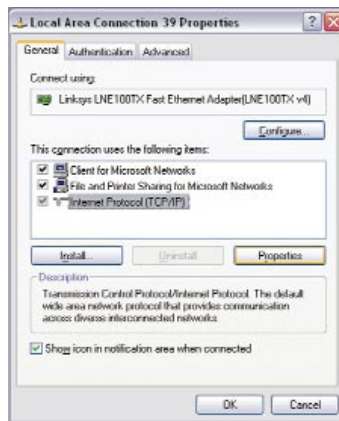 Local Area Connection 39 Properties
General Authentication Advanced
Connect using:
Linksys LNE100TX Fast Ethernet Adapter(LNE100TX v4)
Configure...
This connection uses the following items:
Client for Microsoft Networks
File and Printer Sharing for Microsoft Networks
Internet Protocol (TCP/IP)
Install... Uninstall Properties
Description
Transmission Control Protocol/Internet Protocol. The default
wide area network protocol that provides communication
across diverse interconnected networks.
Show icon in notification area when connected
OK Cancel